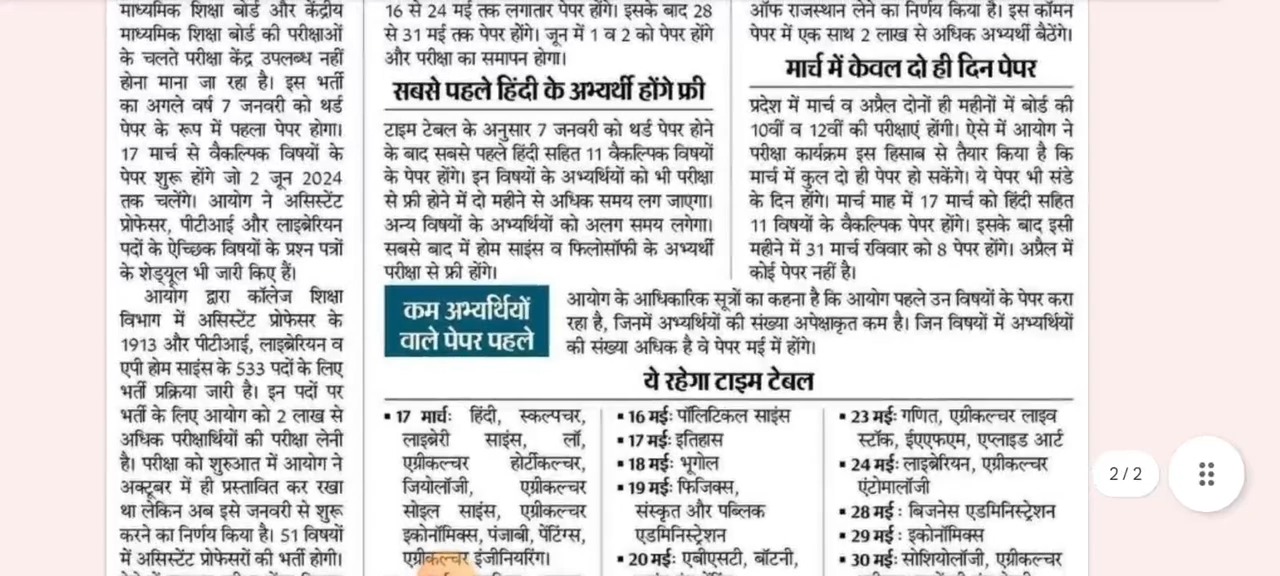 माध्यमिक शिक्षा बोर्ड और केंद्रीय
माध्यमिक शिक्षा बोर्ड की परीक्षाओं
के चलते परीक्षा केंद्र उपलब्ध नहीं
होना माना जा रहा है। इस भर्ती
का अगले वर्ष 7 जनवरी को थर्ड
पेपर के रूप में पहला पेपर होगा।
17 मार्च से वैकल्पिक विषयों के
पेपर शुरू होंगे जो 2 जून 2024
तक चलेंगे। आयोग ने असिस्टेंट
प्रोफेसर, पीटीआई और लाइब्रेरियन
पदों के ऐच्छिक विषयों के प्रश्न पत्रों
के शेड्यूल भी जारी किए हैं।
आयोग द्वारा कॉलेज शिक्षा
विभाग में असिस्टेंट प्रोफेसर के
1913 और पीटीआई, लाइब्रेरियन व
एपी होम साइंस के 533 पदों के लिए
भर्ती प्रक्रिया जारी है। इन पदों पर
भर्ती के लिए आयोग को 2 लाख से
अधिक परीक्षार्थियों की परीक्षा लेनी
है। परीक्षा की शुरुआत में आयोग ने
अक्टूबर में ही प्रस्तावित कर रखा
था लेकिन अब इसे जनवरी से शुरू
करने का निर्णय किया है। 51 विषयों
में असिस्टेंट प्रोफेसरों की भर्ती होगी।
16 से 24 मई तक लगातार पेपर होंगे। इसके बाद 28
से 31 मई तक पेपर होंगे। जून में 1 व 2 को पेपर होंगे
और परीक्षा का समापन होगा।
सबसे पहले हिंदी के अभ्यर्थी होंगे फ्री
टाइम टेबल के अनुसार 7 जनवरी को थर्ड पेपर होने
के बाद सबसे पहले हिंदी सहित 11 वैकल्पिक विषयों
के पेपर होंगे। इन विषयों के अभ्यर्थियों को भी परीक्षा
से फ्री होने में दो महीने से अधिक समय लग जाएगा।
अन्य विषयों के अभ्यर्थियों को अलग समय लगेगा।
सबसे बाद में होम साइंस व फिलोसॉफी के अभ्यर्थी
परीक्षा से फ्री होंगे।
ऑफ राजस्थान लेने का निर्णय किया है। इस कॉमन
पेपर में एक साथ 2 लाख से अधिक अभ्यर्थी बैठेंगे।
मार्च में केवल दो ही दिन पेपर
प्रदेश में मार्च व अप्रैल दोनों ही महीनों में बोर्ड की
10वीं व 12वीं की परीक्षाएं होंगी। ऐसे में आयोग ने
परीक्षा कार्यक्रम इस हिसाब से तैयार किया है कि
मार्च में कुल दो ही पेपर हो सकेंगे। ये पेपर भी संडे
के दिन होंगे। मार्च माह में 17 मार्च को हिंदी सहित
11 विषयों के वैकल्पिक पेपर होंगे। इसके बाद इसी
महीने में 31 मार्च रविवार को 8 पेपर होंगे। अप्रैल में
कोई पेपर नहीं है।
कम अभ्यर्थियों
वाले पेपर पहले
आयोग के आधिकारिक सूत्रों का कहना है कि आयोग पहले उन विषयों के पेपर करा
रहा है, जिनमें अभ्यर्थियों की संख्या अपेक्षाकृत कम है। जिन विषयों में अभ्यर्थियों
की संख्या अधिक है वे पेपर मई में होंगे।
ये रहेगा टाइम टेबल
▪ 17 मार्चः हिंदी, स्कल्पचर,
लाइब्रेरी साइंस, लॉ,
एग्रीकल्चर होर्टीकल्चर,
जियोलॉजी, एग्रीकल्चर
सोइल साइंस, एग्रीकल्चर
इकोनॉमिक्स, पंजाबी, पेंटिंग्स,
एग्रीकल्चर इंजीनियरिंग।
▪ 16 मईः पॉलिटिकल साइंस
▪ 17 मईः इतिहास
▪ 18 मईः भूगोल
▪ 19 मईः फिजिक्स,
संस्कृत और पब्लिक
एडमिनिस्ट्रेशन
▪ 20 मईः एबीएसटी, बॉटनी,
▪ 23 मईः गणित, एग्रीकल्चर लाइव
स्टॉक, ईएएफएम, एप्लाइड आर्ट
▪ 24 मईः लाइब्रेरियन, एग्रीकल्चर
एंटोमालॉजी
▪ 28 मई : बिजनेस एडमिनिस्ट्रेशन
▪ 29 मई : इकोनॉमिक्स
▪ 30 मईः सोशियोलॉजी, एग्रीकल्चर
2 / 2